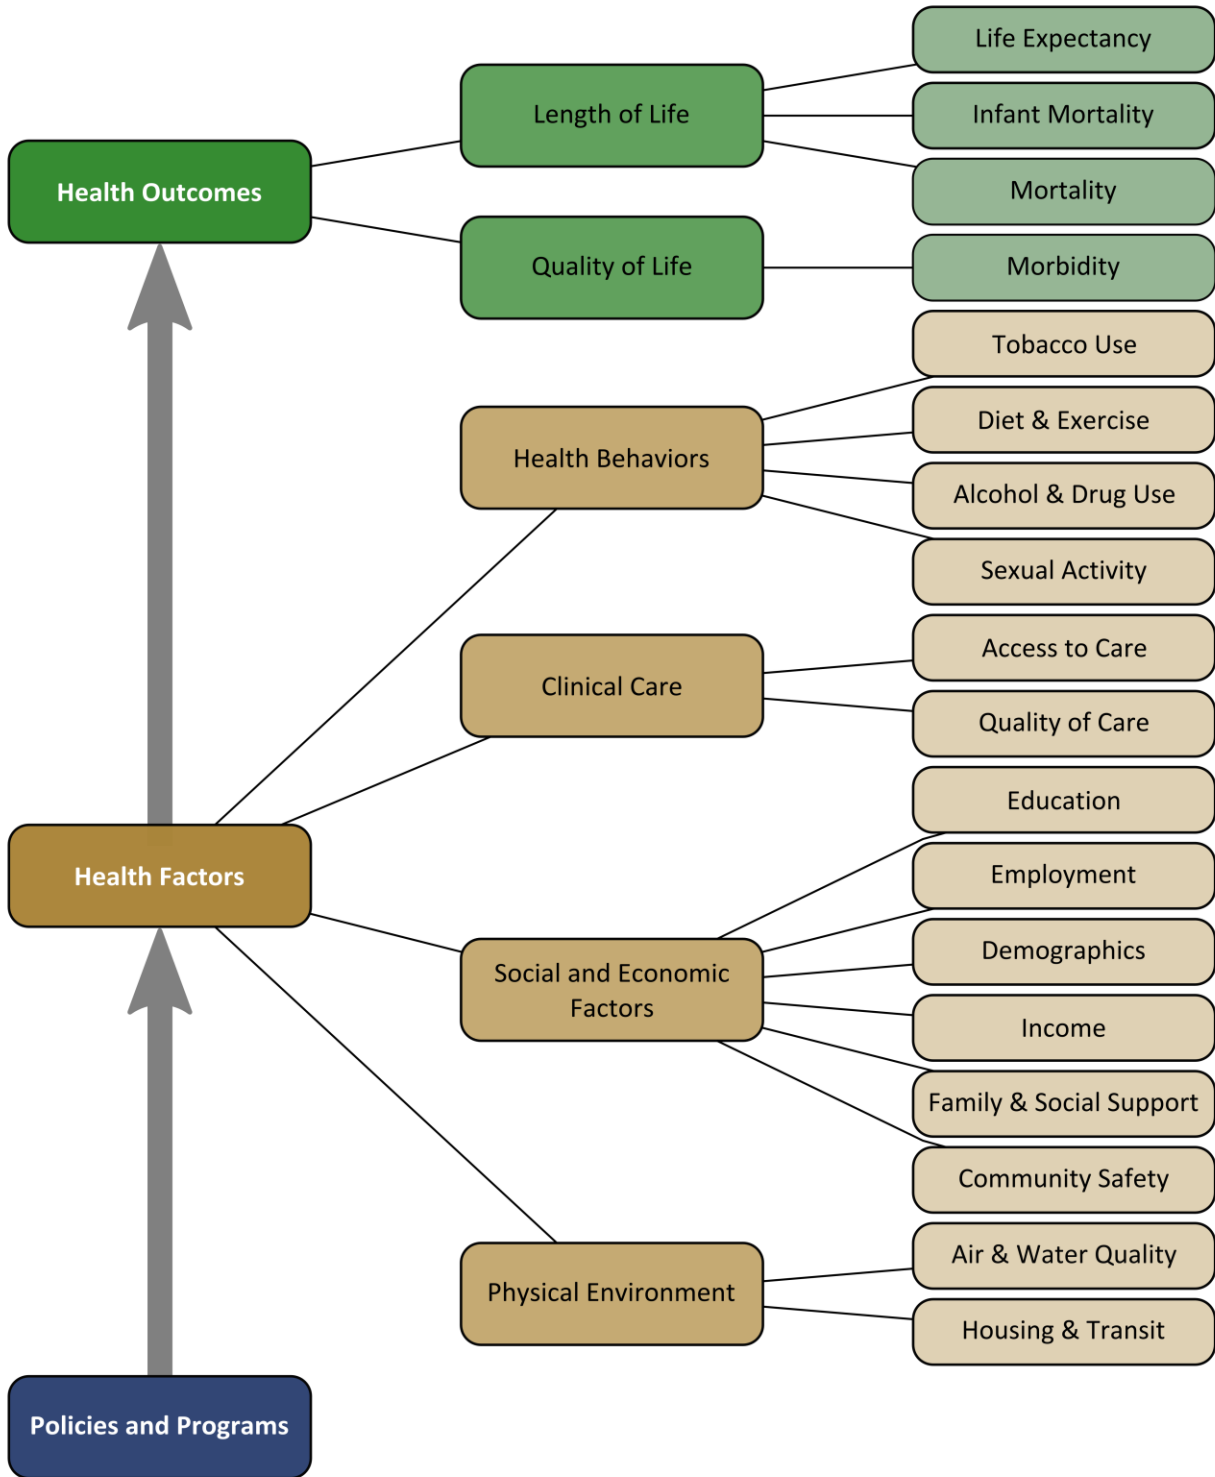 Life Expectancy
Length of Life
Infant Mortality
Health Outcomes
Mortality
Quality of Life
Morbidity
Tobacco Use
Diet & Exercise
Health Behaviors
Alcohol & Drug Use
Sexual Activity
Access to Care
Clinical Care
Quality of Care
Education
Health Factors
Employment
Demographics
Social and Economic
Factors
Income
Family & Social Support
Community Safety
Air & Water Quality
Physical Environment
Housing & Transit
Policies and Programs